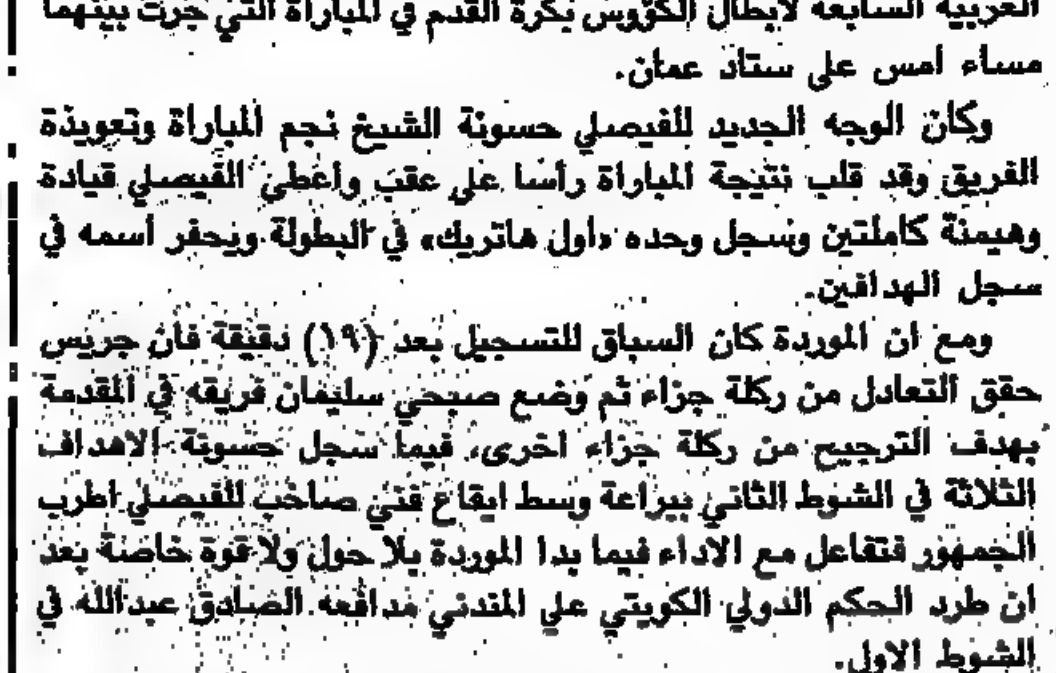 العربية السابعة لابطال الكؤوس بكرة القدم في المباراة التي جرت بينهما
مساء امس على ستاد عمان.
وكان الوجه الجديد للفيصلي حسونة الشيخ نجم المباراة وتعويذة
الفريق وقد قلب نتيجة المباراة رأسا على عقب وأعطى الفيصلي قيادة
وهيمنة كاملتين وسجل وحده «اول هاتريك» في البطولة ويحفر أسمه في
سجل الهدافين.
ومع ان الموردة كان السباق للتسجيل بعد (١٩) دقيقة فان جريس
حقق التعادل من ركلة جزاء ثم وضع صبحي سليمان فريقه في المقدمة
بهدف الترجيح من ركلة جزاء اخرى، فيما سجل حسونة الاهداف
الثلاثة في الشوط الثاني ببراعة وسط ايقاع فني صاخب للفيصلي اطرب
الجمهور فتفاعل مع الاداء فيما بدا الموردة بلا حول ولا قوة خاصة بعد
ان طرد الحكم الدولي الكويتي علي المتدني مدافعه الصادق عبدالله في
الشوط الاول.